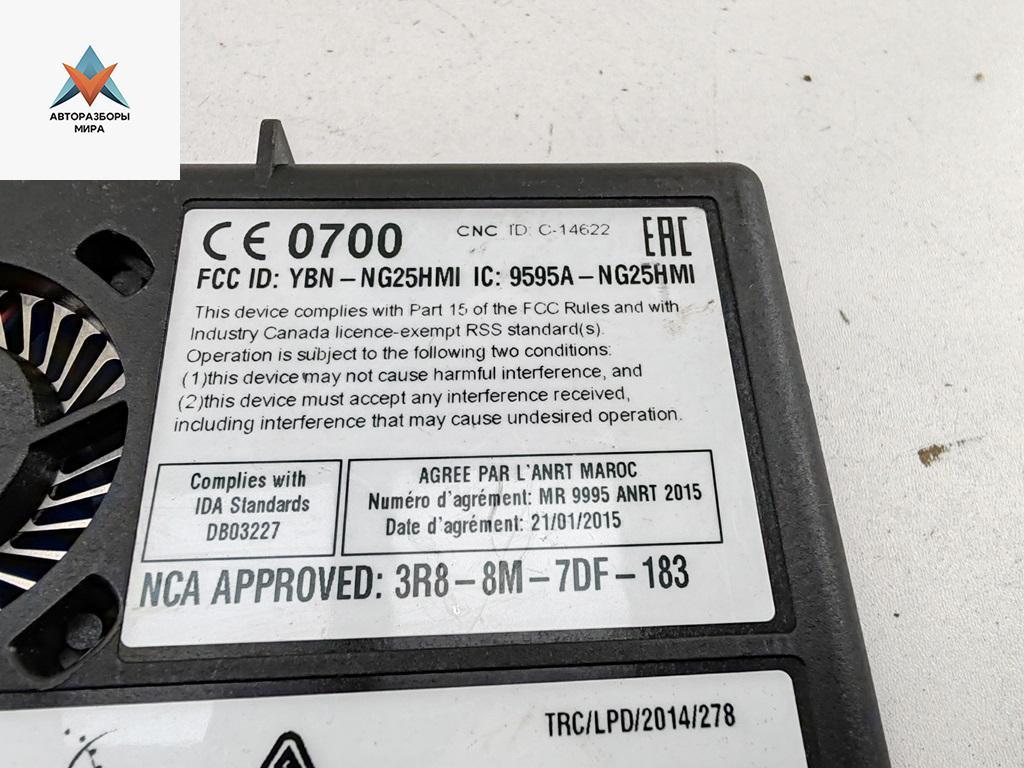 АВТОРАЗБОРЫ
МИРА
CE 0700 CNC ID: C-14622 EAC
FCC ID: YBN-NG25HMI IC: 9595A-NG25HMI
This device complies with Part 15 of the FCC Rules and with
Industry Canada licence-exempt RSS standard(s).
Operation is subject to the following two conditions:
(1)this device may not cause harmful interference, and
(2)this device must accept any interference received,
including interference that may cause undesired operation.
Complies with
IDA Standards
DB03227
AGREE PAR L'ANRT MAROC
Numéro d'agrément: MR 9995 ANRT 2015
Date d'agrément: 21/01/2015
NCA APPROVED: 3R8-8M-7DF-183
TRC/LPD/2014/278